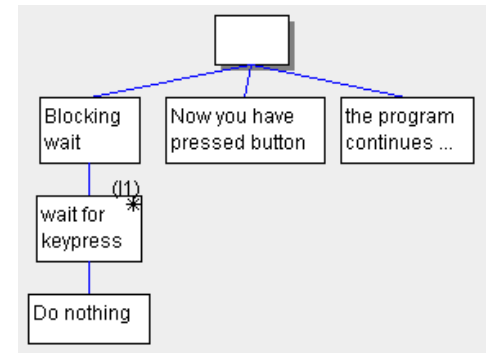 Blocking
wait
Now you have
pressed button
the program
continues ...
(I1)
*
wait for
keypress
Do nothing